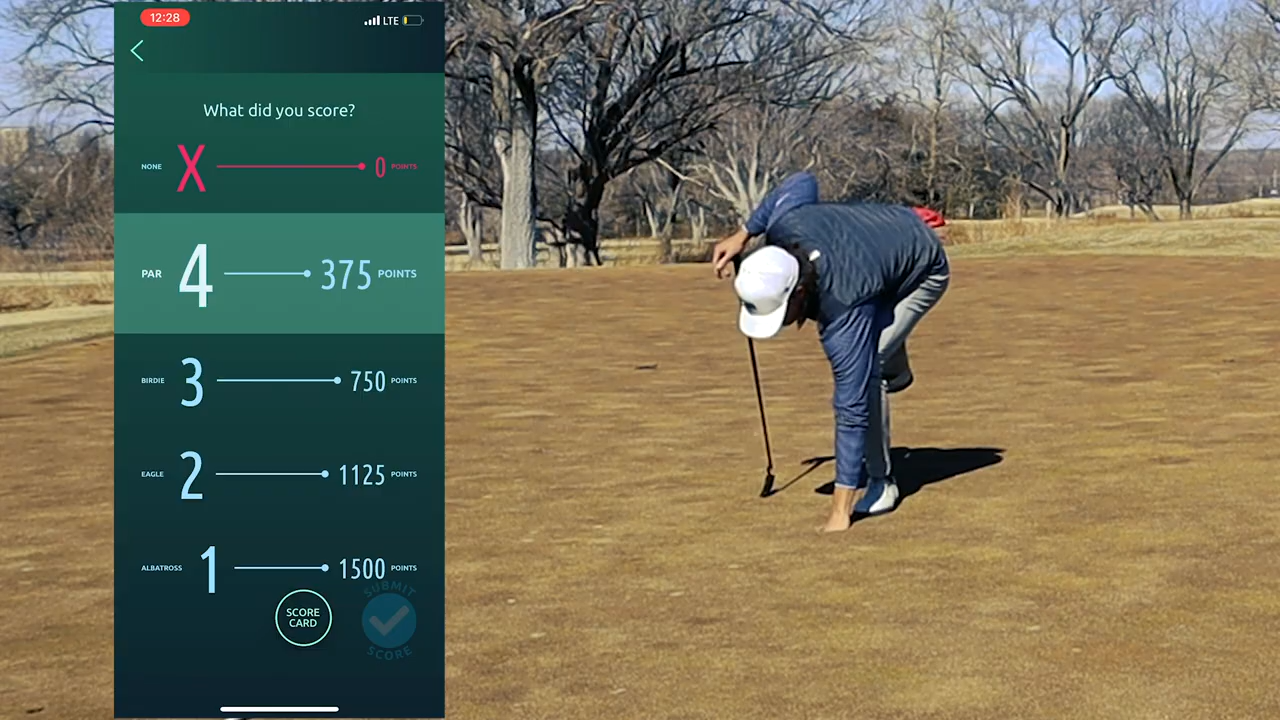 12:28
LTE
What did you score?
NONE X 0 POINTS
PAR 4 375 POINTS
BIRDIE 3 750 POINTS
EAGLE 2 1125 POINTS
ALBATROSS 1 1500 POINTS
SCORE
CARD
SUBMIT
SCORE